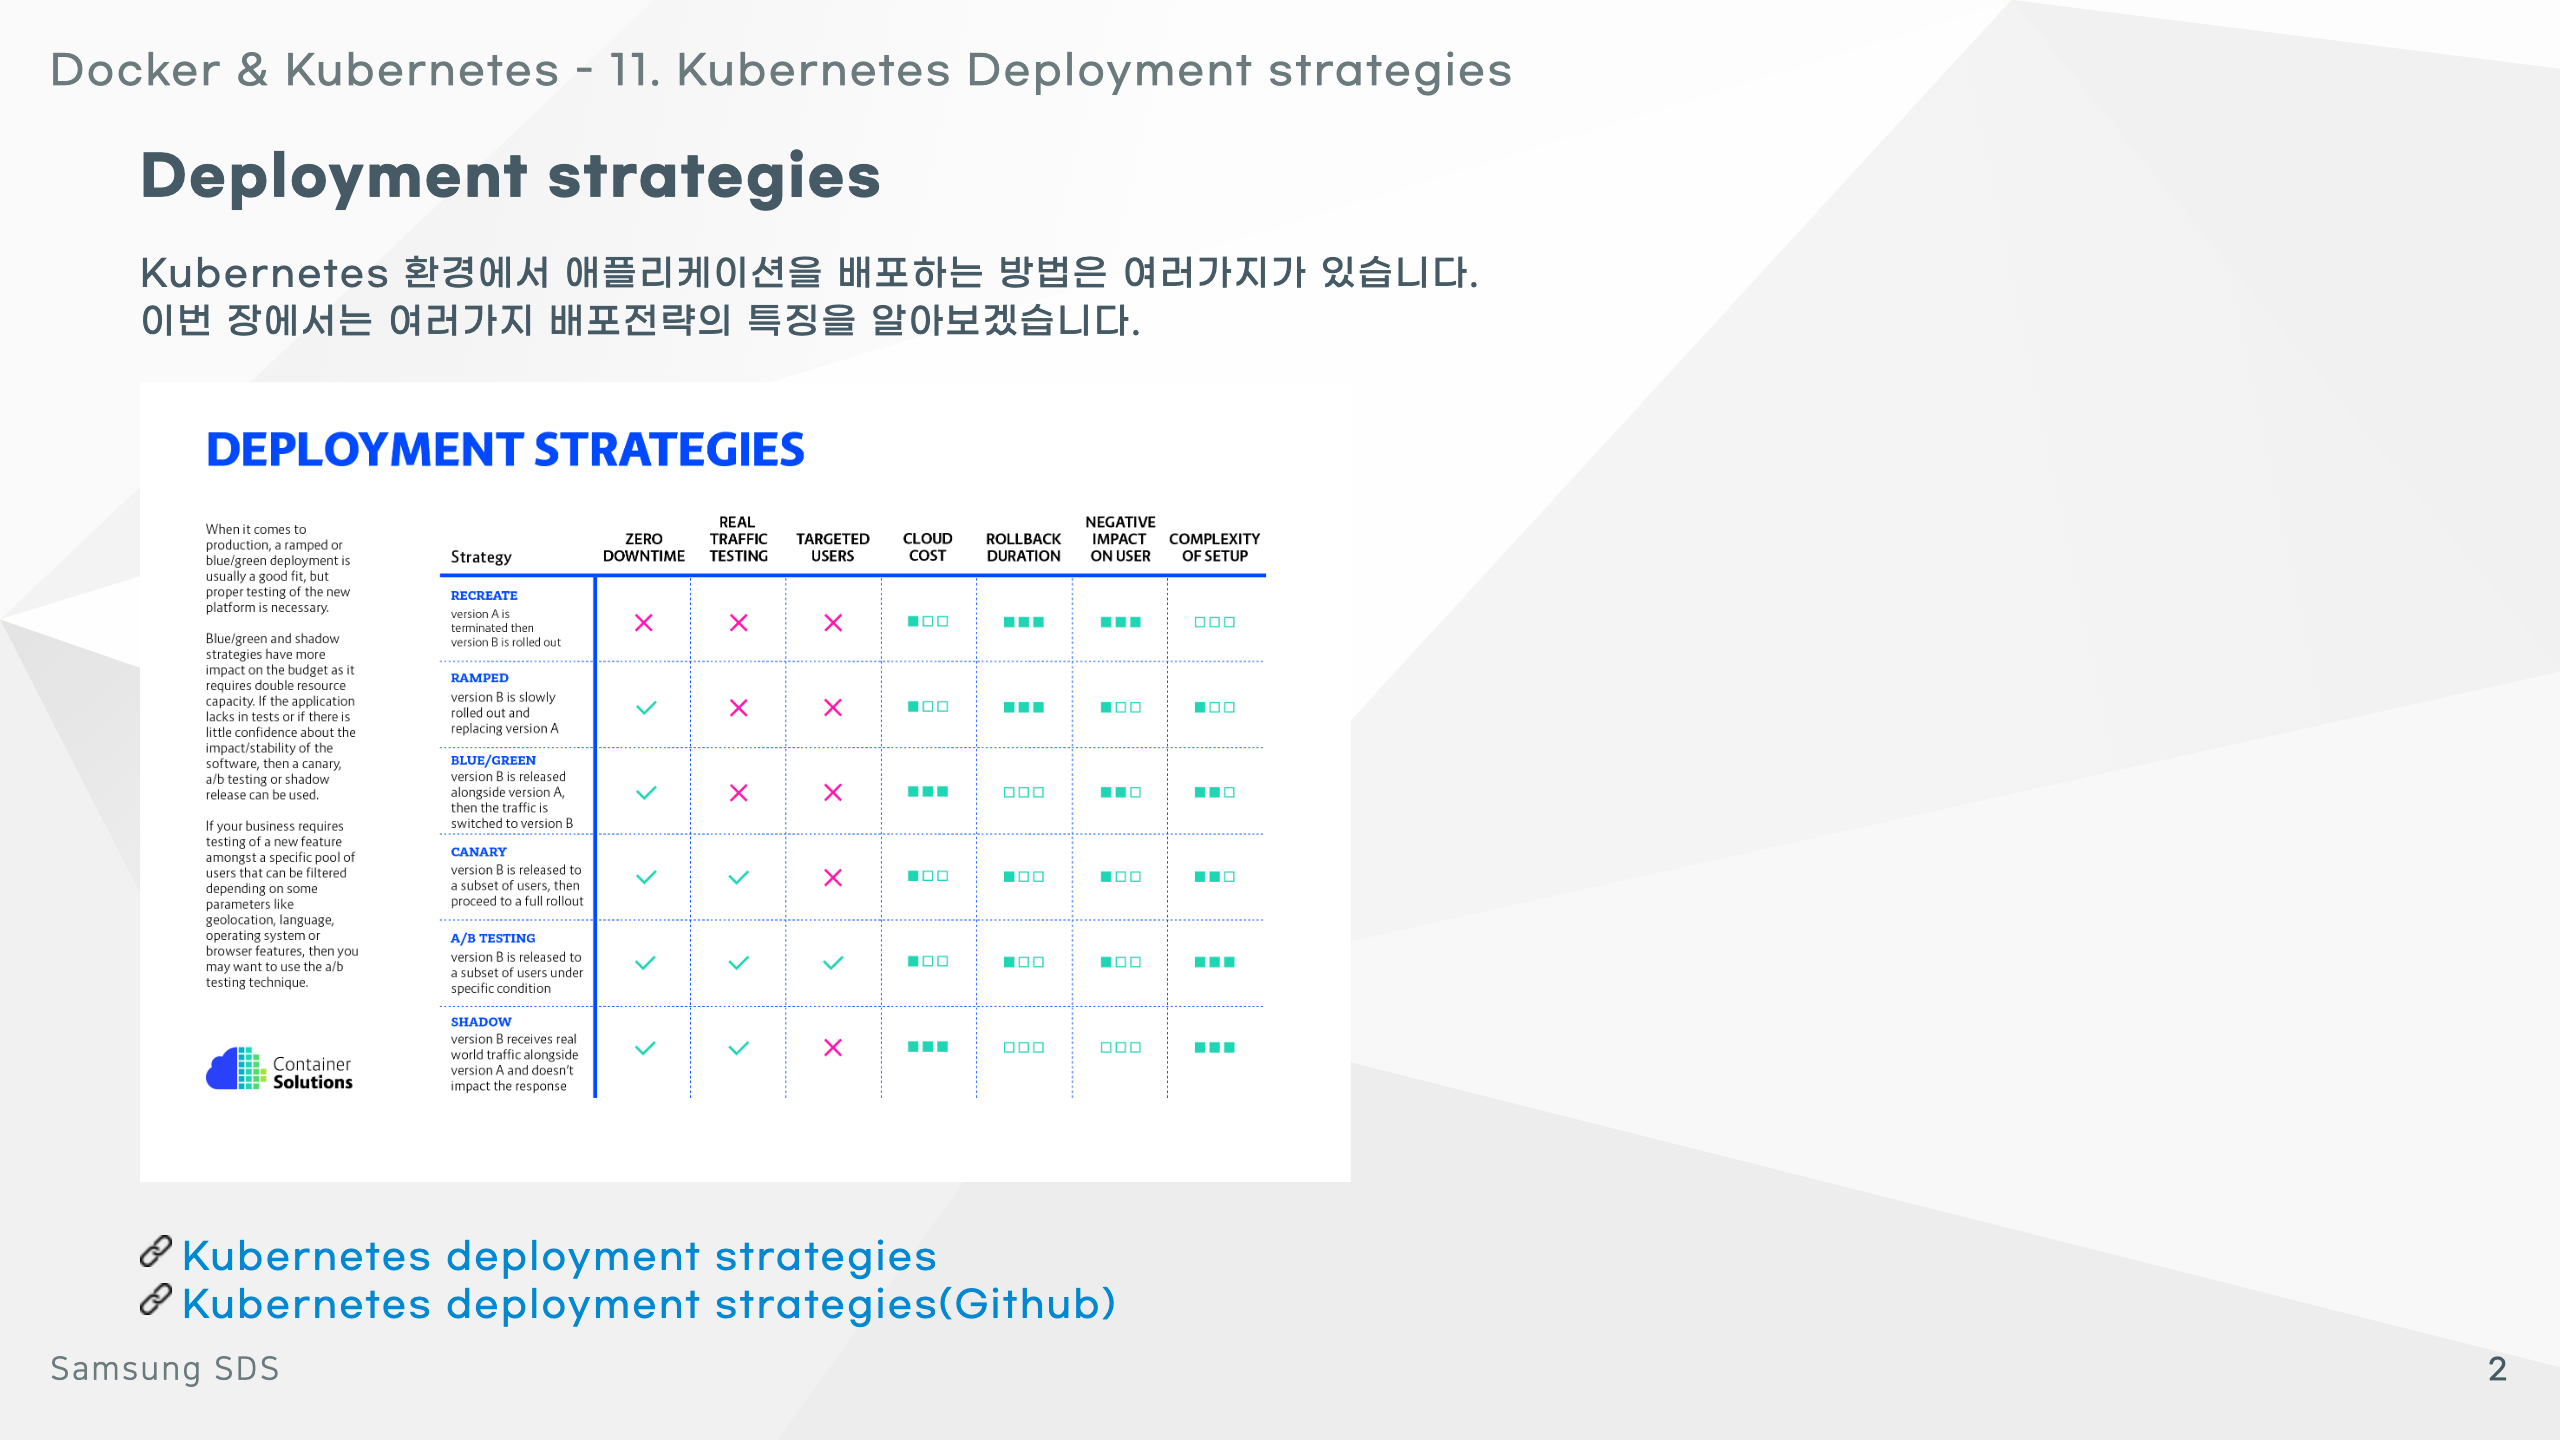 Docker & Kubernetes - 11. Kubernetes Deployment strategies
Deployment strategies
Kubernetes 환경에서 애플리케이션을 배포하는 방법은 여러가지가 있습니다.
이번 장에서는 여러가지 배포전략의 특징을 알아보겠습니다.
DEPLOYMENT STRATEGIES
When it comes to
production, a ramped or
blue/green deployment is
usually a good fit, but
proper testing of the new
platform is necessary.
Blue/green and shadow
strategies have more
impact on the budget as it
requires double resource
capacity. If the application
lacks in tests or if there is
little confidence about the
impact/stability of the
software, then a canary,
a/b testing or shadow
release can be used.
If your business requires
testing of a new feature
amongst a specific pool of
users that can be filtered
depending on some
parameters like
geolocation, language,
operating system or
browser features, then you
may want to use the a/b
testing technique.
Container
Solutions
Strategy
ZERO
DOWNTIME
REAL
TRAFFIC
TESTING
TARGETED
USERS
CLOUD
COST
ROLLBACK
DURATION
NEGATIVE
IMPACT
ON USER
COMPLEXITY
OF SETUP
RECREATE
version A is
terminated then
version B is rolled out
RAMPED
version B is slowly
rolled out and
replacing version A
BLUE/GREEN
version B is released
alongside version A,
then the traffic is
switched to version B
CANARY
version B is released to
a subset of users, then
proceed to a full rollout
A/B TESTING
version B is released to
a subset of users under
specific condition
SHADOW
version B receives real
world traffic alongside
version A and doesn't
impact the response
Kubernetes deployment strategies
Kubernetes deployment strategies(Github)
Samsung SDS
2